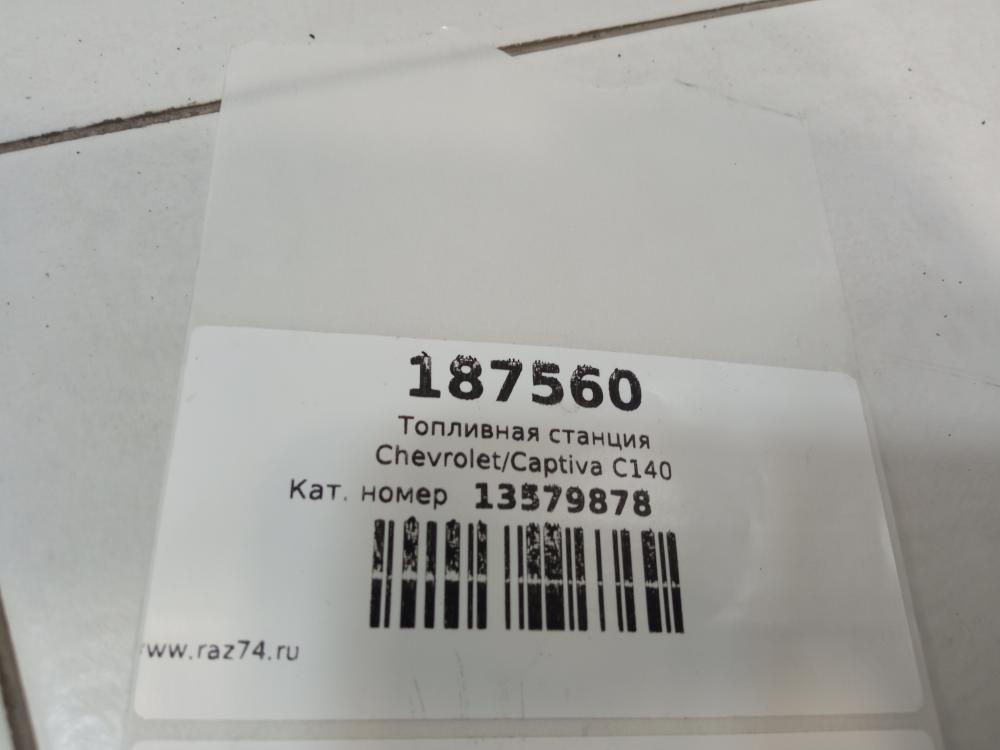 187560
Топливная станция
Chevrolet/Captiva C140
Кат. номер 13579878
www.raz74.ru